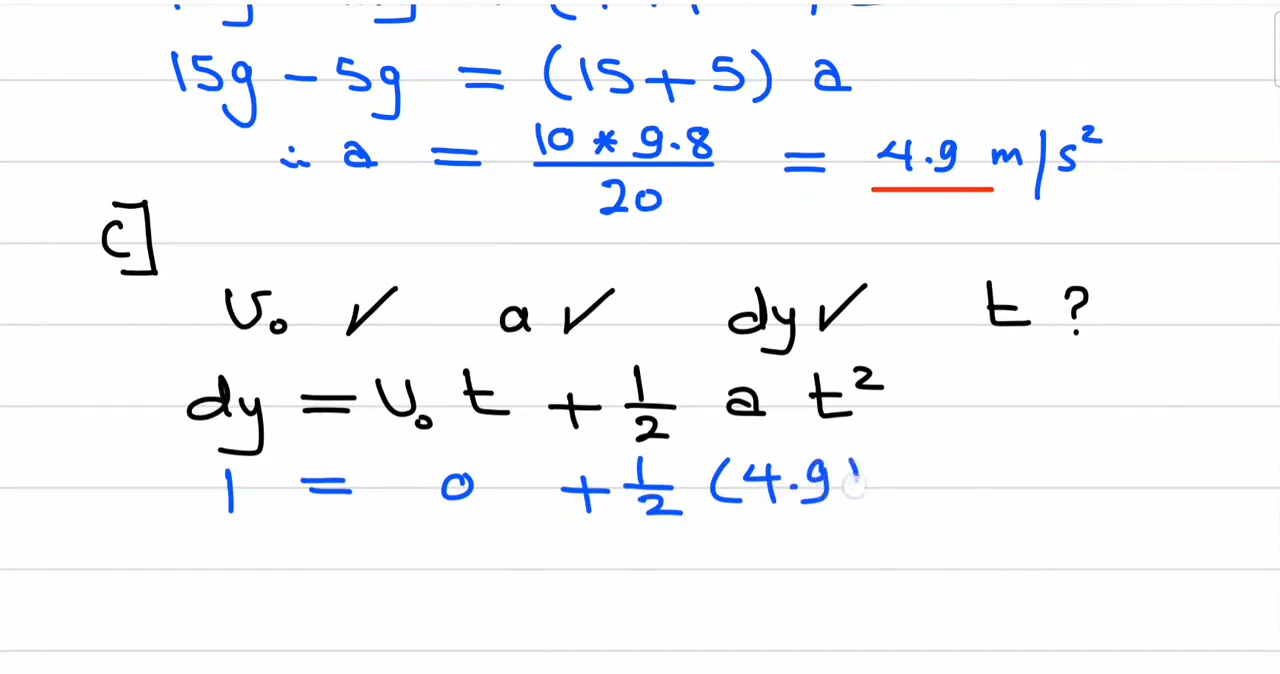 15g - 5g = (15 + 5) a
∴ a = 10 * 9.8 / 20 = 4.9 m/s²
C]
v₀ ✓ a ✓ dy ✓ t ?
dy = v₀ t + 1/2 a t²
1 = 0 + 1/2 (4.9)